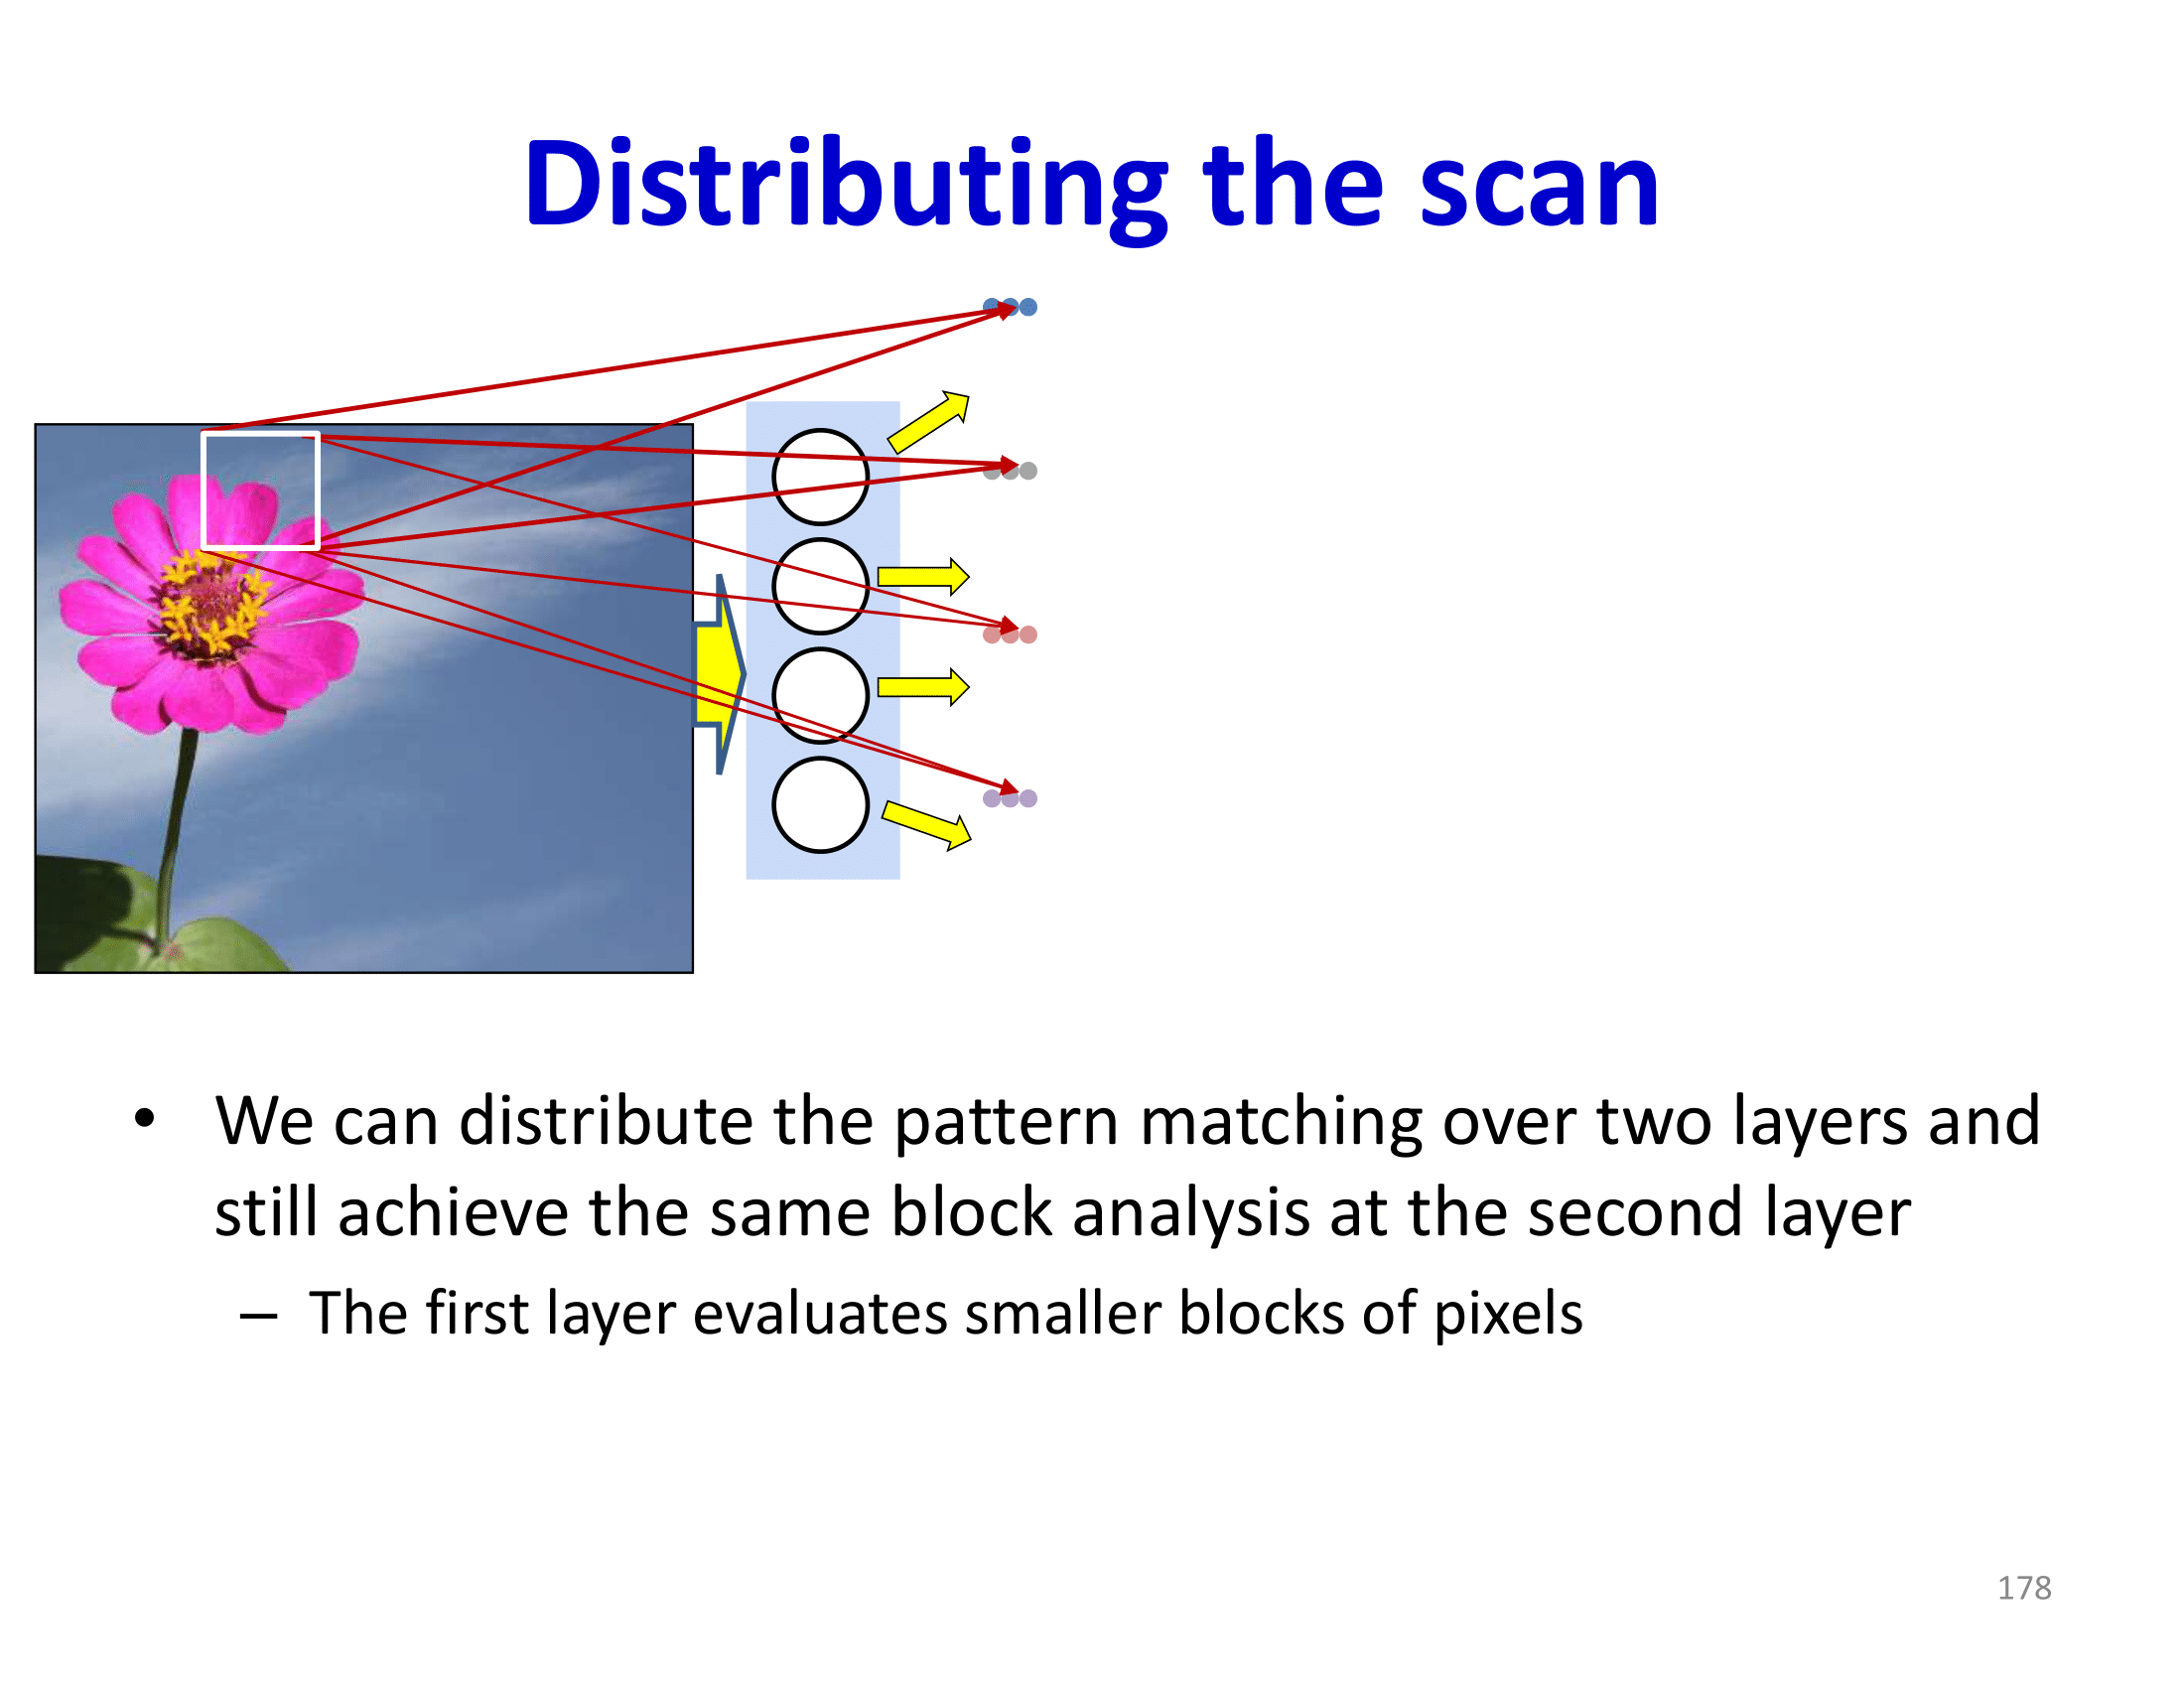 Distributing the scan
• We can distribute the pattern matching over two layers and
still achieve the same block analysis at the second layer
– The first layer evaluates smaller blocks of pixels
178